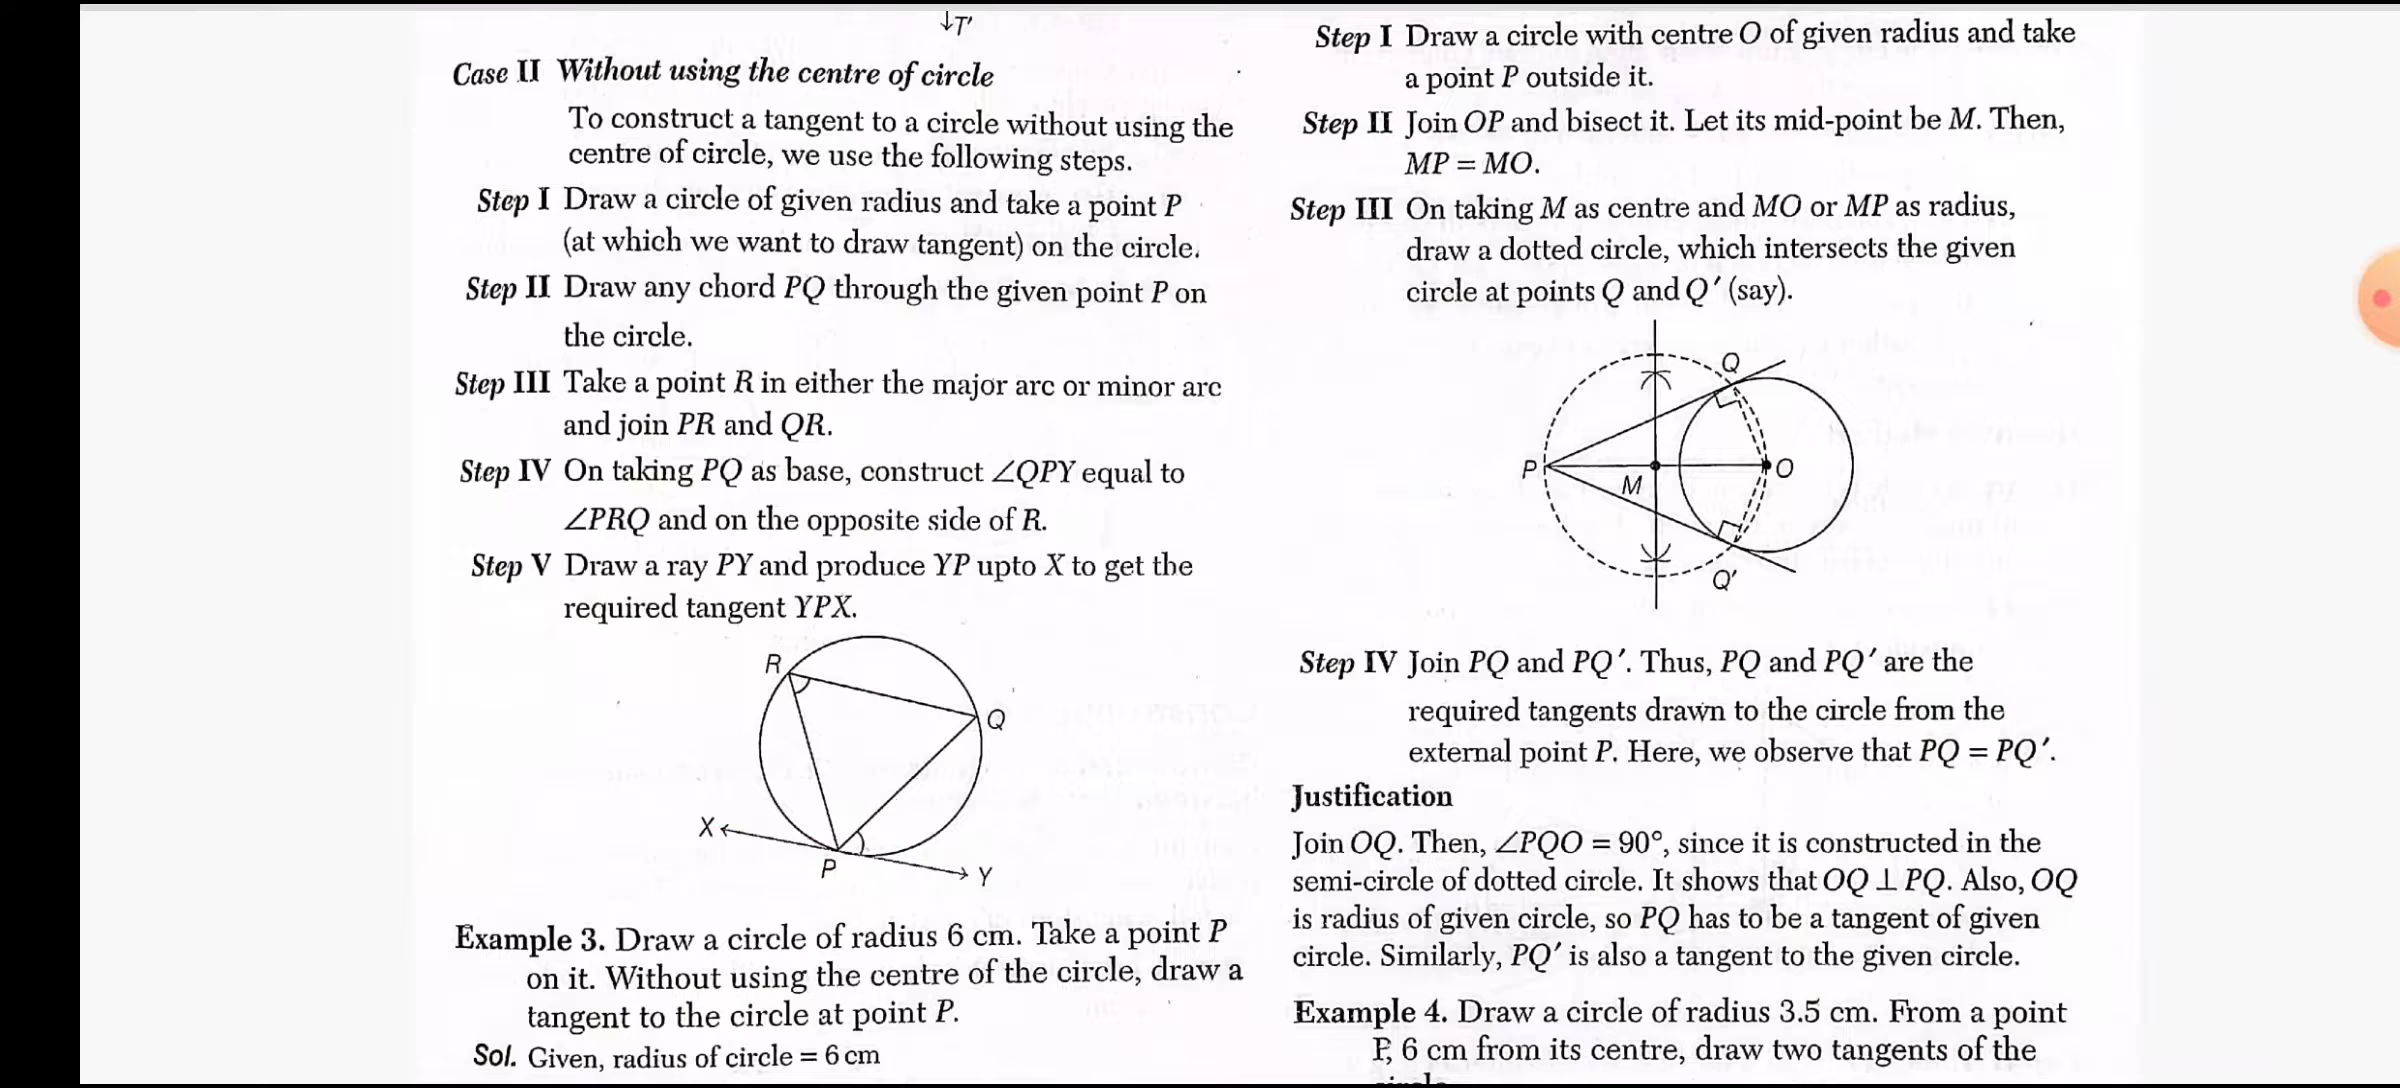 ↓T'
Case II Without using the centre of circle
To construct a tangent to a circle without using the
centre of circle, we use the following steps.
Step I Draw a circle of given radius and take a point P
(at which we want to draw tangent) on the circle.
Step II Draw any chord PQ through the given point P on
the circle.
Step III Take a point R in either the major arc or minor arc
and join PR and QR.
Step IV On taking PQ as base, construct ∠QPY equal to
∠PRQ and on the opposite side of R.
Step V Draw a ray PY and produce YP upto X to get the
required tangent YPX.
R
Q
X
P
Y
Example 3. Draw a circle of radius 6 cm. Take a point P
on it. Without using the centre of the circle, draw a
tangent to the circle at point P.
Sol. Given, radius of circle = 6 cm
Step I Draw a circle with centre O of given radius and take
a point P outside it.
Step II Join OP and bisect it. Let its mid-point be M. Then,
MP = MO.
Step III On taking M as centre and MO or MP as radius,
draw a dotted circle, which intersects the given
circle at points Q and Q' (say).
Q
P
M
O
Q'
Step IV Join PQ and PQ'. Thus, PQ and PQ' are the
required tangents drawn to the circle from the
external point P. Here, we observe that PQ = PQ'.
Justification
Join OQ. Then, ∠PQO = 90°, since it is constructed in the
semi-circle of dotted circle. It shows that OQ ⊥ PQ. Also, OQ
is radius of given circle, so PQ has to be a tangent of given
circle. Similarly, PQ' is also a tangent to the given circle.
Example 4. Draw a circle of radius 3.5 cm. From a point
P, 6 cm from its centre, draw two tangents of the